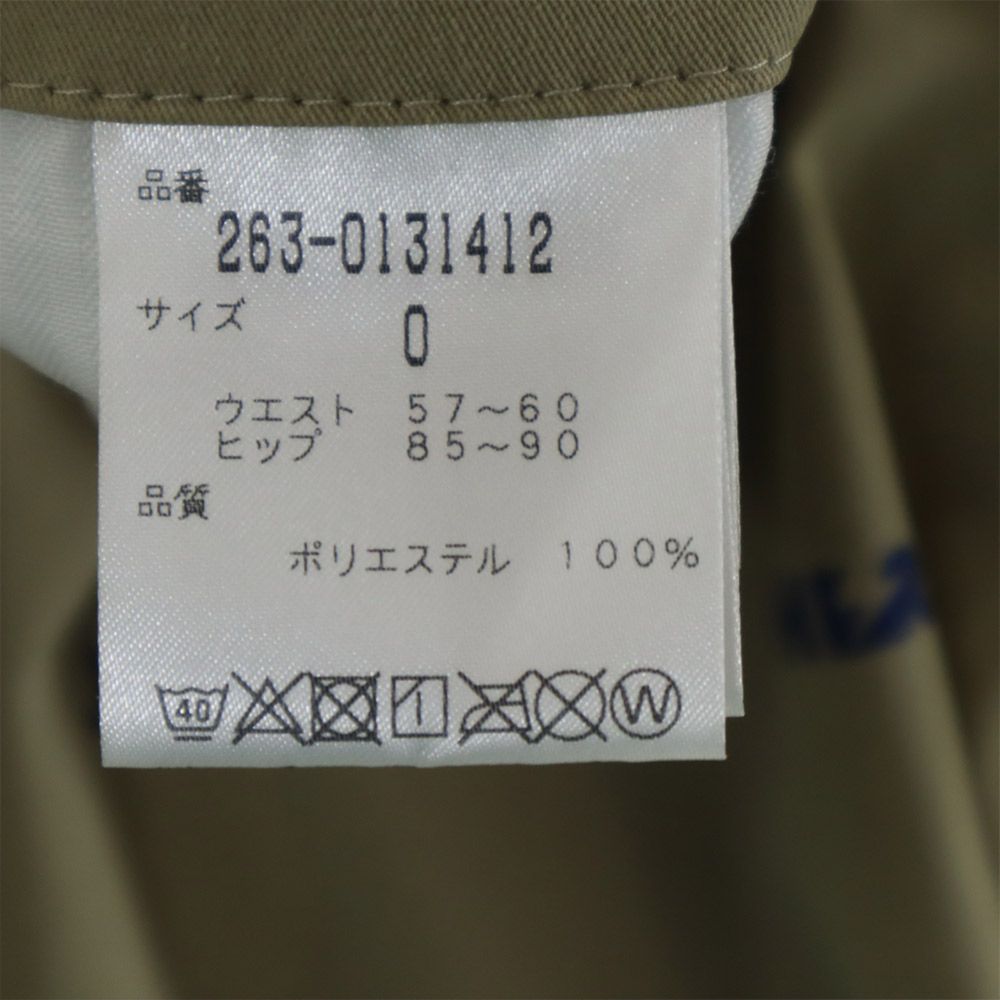 品番
263-0131412
サイズ
0
ウエスト 57～60
ヒップ 85～90
品質
ポリエステル 100%
40
W